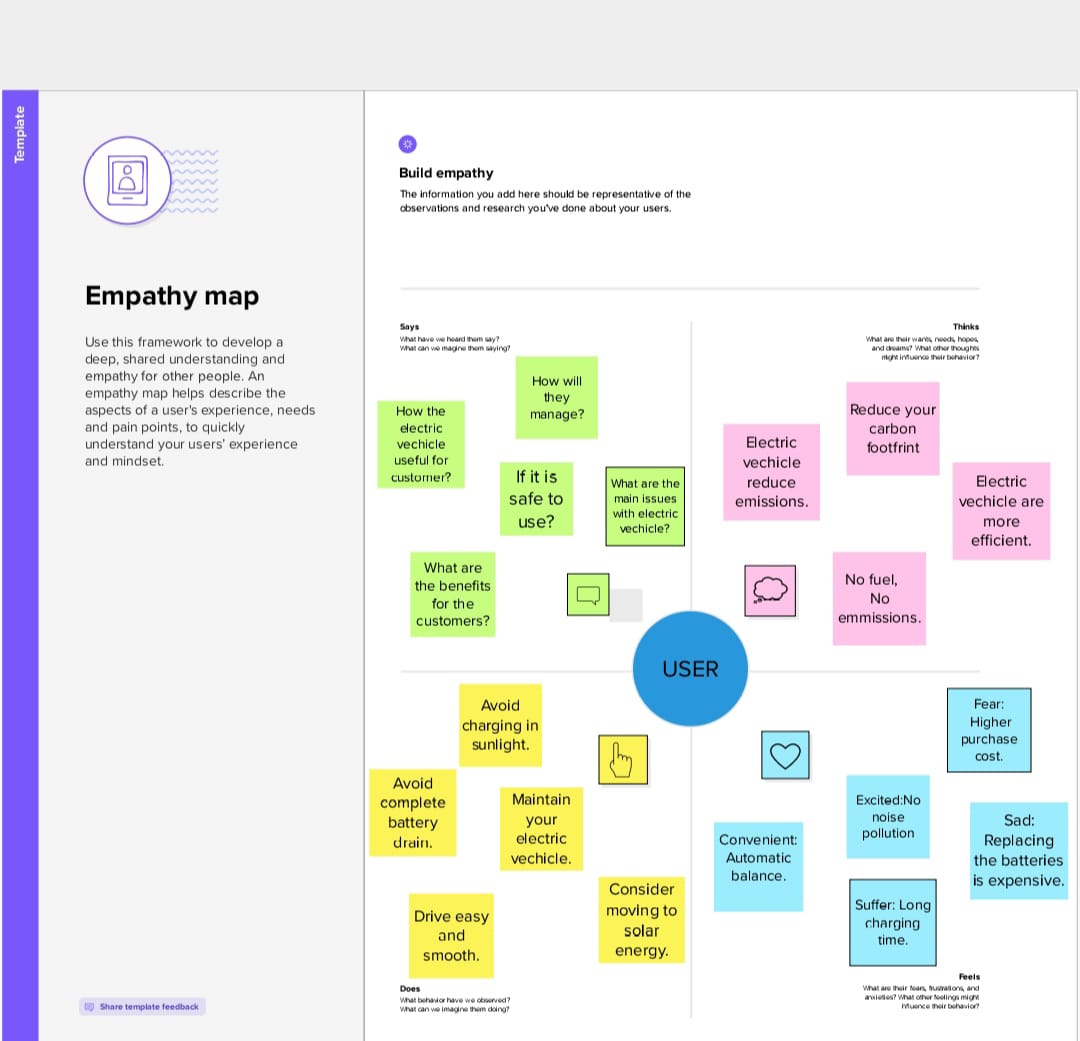 Template
Empathy map
Use this framework to develop a
deep, shared understanding and
empathy for other people. An
empathy map helps describe the
aspects of a user's experience, needs
and pain points, to quickly
understand your users' experience
and mindset.
Share template feedback
Build empathy
The information you add here should be representative of the
observations and research you've done about your users.
Says
What have we heard them say?
What can we magine them saying?
How will
they
manage?
How the
electric
vechicle
useful for
customer?
If it is
safe to
use?
What are the
main issues
with electric
vechicle?
What are
the benefits
for the
customers?
Thinks
What are their wants, needs, hopes,
and dreams? What other thoughts
might influence their behavior?
Reduce your
carbon
footfrint
Electric
vechicle
reduce
emissions.
Electric
vechicle are
more
efficient.
No fuel,
No
emmissions.
USER
Avoid
charging in
sunlight.
Avoid
complete
battery
drain.
Maintain
your
electric
vechicle.
Drive easy
and
smooth.
Consider
moving to
solar
energy.
Does
What behavior have we observed?
What can we imagine them doing?
Fear:
Higher
purchase
cost.
Excited:No
noise
pollution
Sad:
Replacing
the batteries
is expensive.
Convenient:
Automatic
balance.
Suffer: Long
charging
time.
Feels
What are their fears, frustrations, and
anxieties? What other feelings might
influence their behavior?